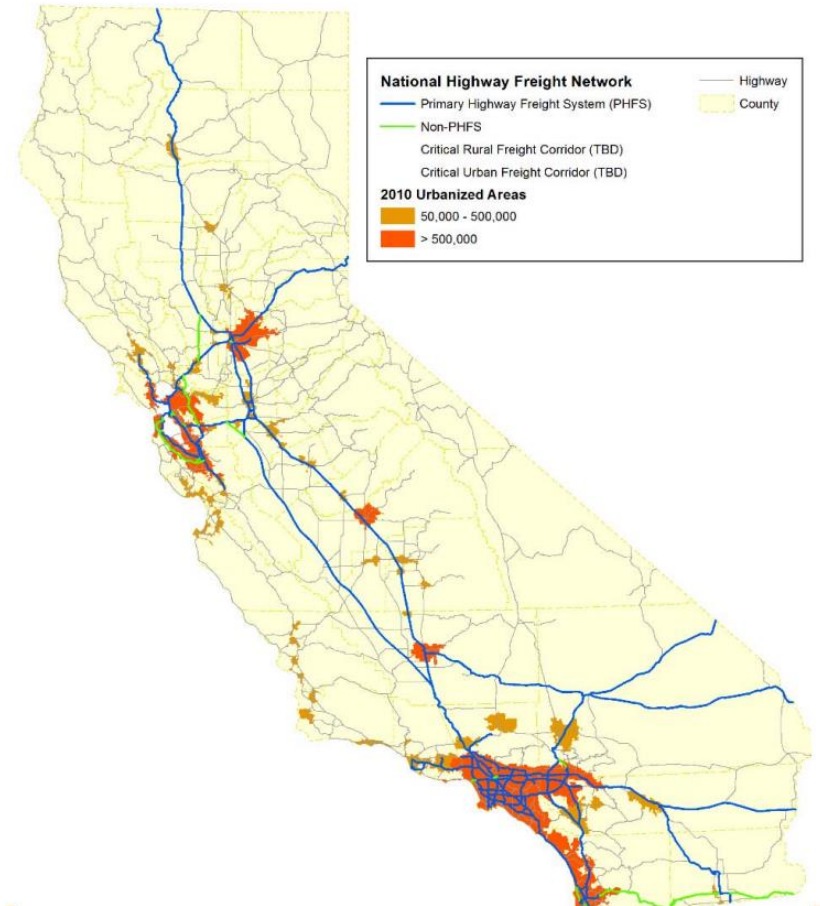 National Highway Freight Network
Primary Highway Freight System (PHFS)
Non-PHFS
Critical Rural Freight Corridor (TBD)
Critical Urban Freight Corridor (TBD)
2010 Urbanized Areas
50,000 - 500,000
> 500,000
Highway
County